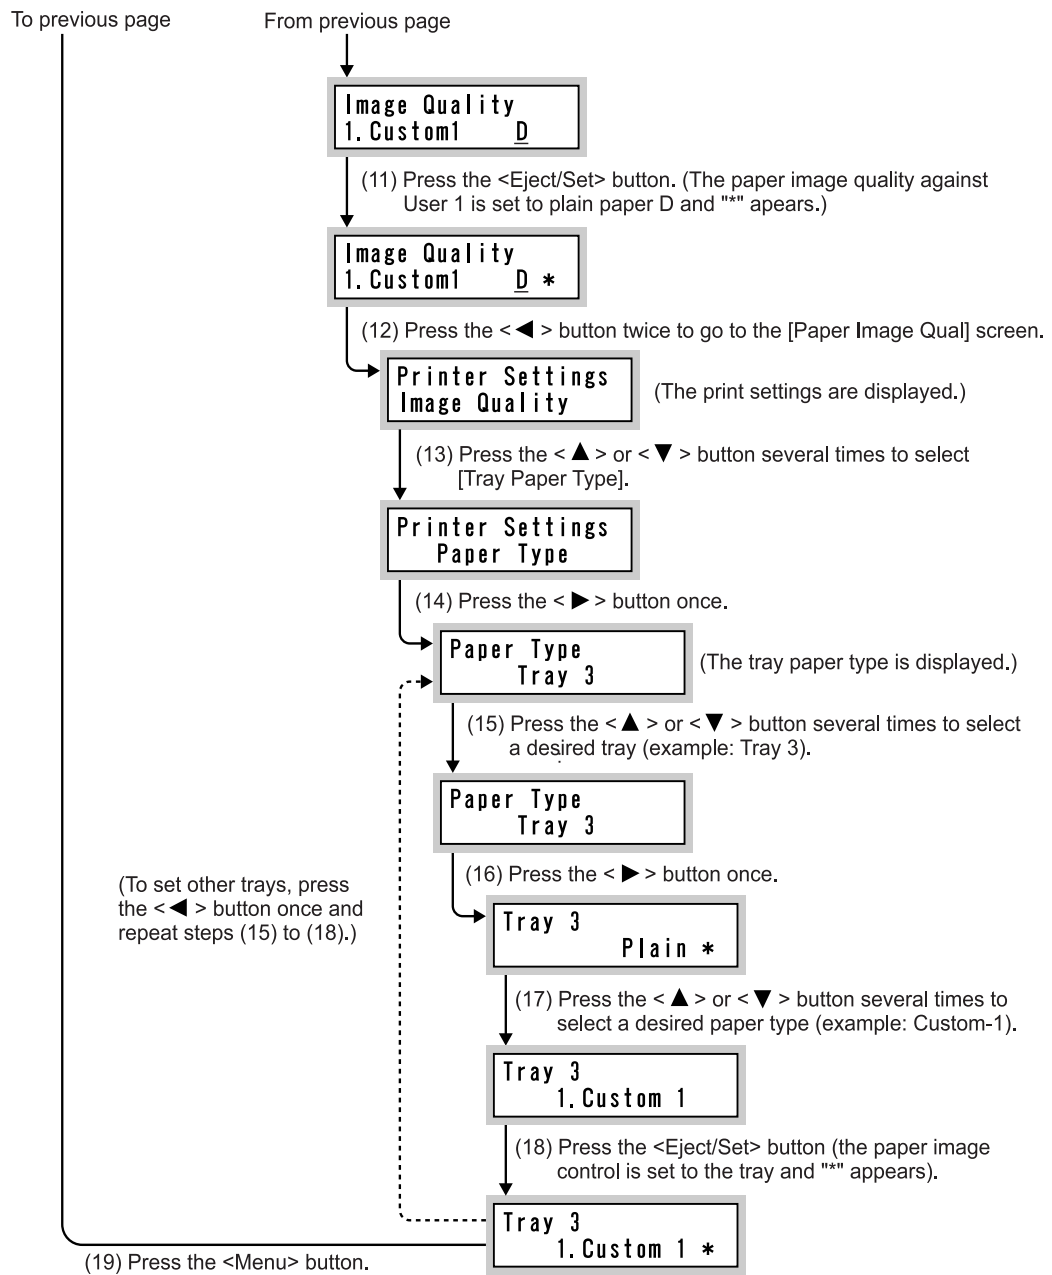 To previous page
From previous page
Image Quality
1.Custom1 D
(11) Press the <Eject/Set> button. (The paper image quality against
User 1 is set to plain paper D and "*" apears.)
Image Quality
1.Custom1 D *
(12) Press the <◀> button twice to go to the [Paper Image Qual] screen.
Printer Settings
Image Quality
(The print settings are displayed.)
(13) Press the <▲> or <▼> button several times to select
[Tray Paper Type].
Printer Settings
Paper Type
(14) Press the <▶> button once.
Paper Type
Tray 3
(The tray paper type is displayed.)
(15) Press the <▲> or <▼> button several times to select
a desired tray (example: Tray 3).
Paper Type
Tray 3
(16) Press the <▶> button once.
(To set other trays, press
the <◀> button once and
repeat steps (15) to (18).)
Tray 3
Plain *
(17) Press the <▲> or <▼> button several times to
select a desired paper type (example: Custom-1).
Tray 3
1.Custom 1
(18) Press the <Eject/Set> button (the paper image
control is set to the tray and "*" appears).
Tray 3
1.Custom 1 *
(19) Press the <Menu> button.